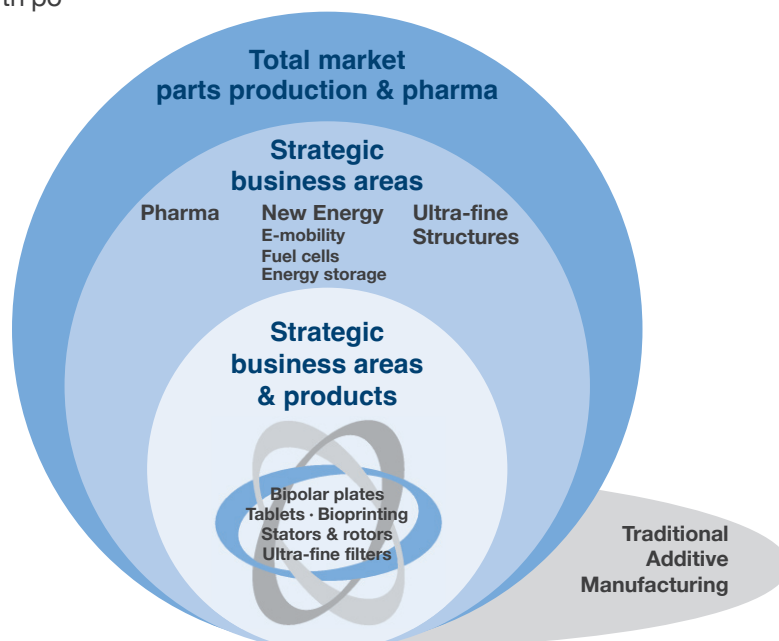 Total market
parts production & pharma
Strategic
business areas
Pharma
New Energy
E-mobility
Fuel cells
Energy storage
Ultra-fine
Structures
Strategic
business areas
& products
Bipolar plates
Tablets · Bioprinting
Stators & rotors
Ultra-fine filters
Traditional
Additive
Manufacturing